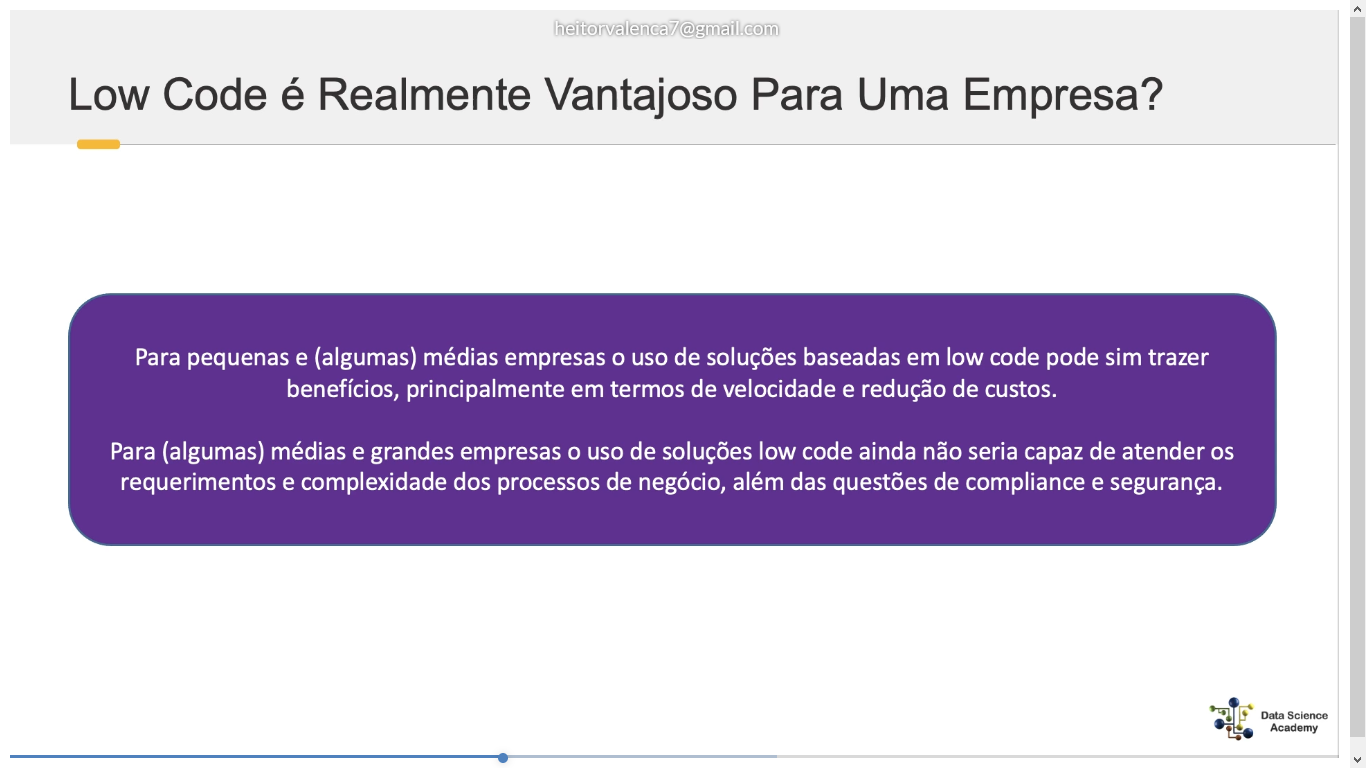 heitorvalenca7@gmail.com
Low Code é Realmente Vantajoso Para Uma Empresa?
Para pequenas e (algumas) médias empresas o uso de soluções baseadas em low code pode sim trazer
benefícios, principalmente em termos de velocidade e redução de custos.
Para (algumas) médias e grandes empresas o uso de soluções low code ainda não seria capaz de atender os
requerimentos e complexidade dos processos de negócio, além das questões de compliance e segurança.
Data Science
Academy